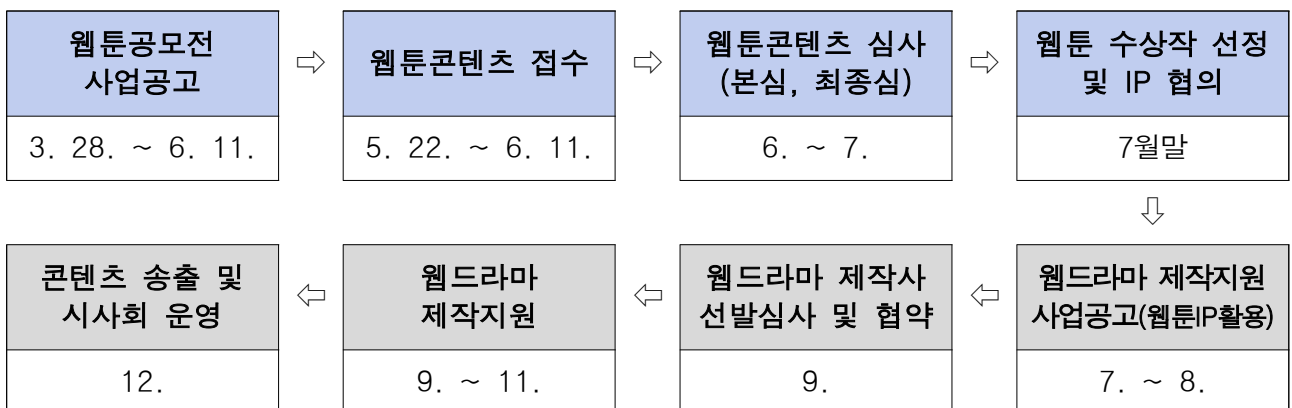 웹툰공모전
사업공고
3. 28. ~ 6. 11.
⇨
웹툰콘텐츠 접수
5. 22. ~ 6. 11.
⇨
웹툰콘텐츠 심사
(본심, 최종심)
6. ~ 7.
⇨
웹툰 수상작 선정
및 IP 협의
7월말
⇩
웹드라마 제작지원
사업공고(웹툰IP활용)
7. ~ 8.
⇦
웹드라마 제작사
선발심사 및 협약
9.
⇦
웹드라마
제작지원
9. ~ 11.
⇦
콘텐츠 송출 및
시사회 운영
12.